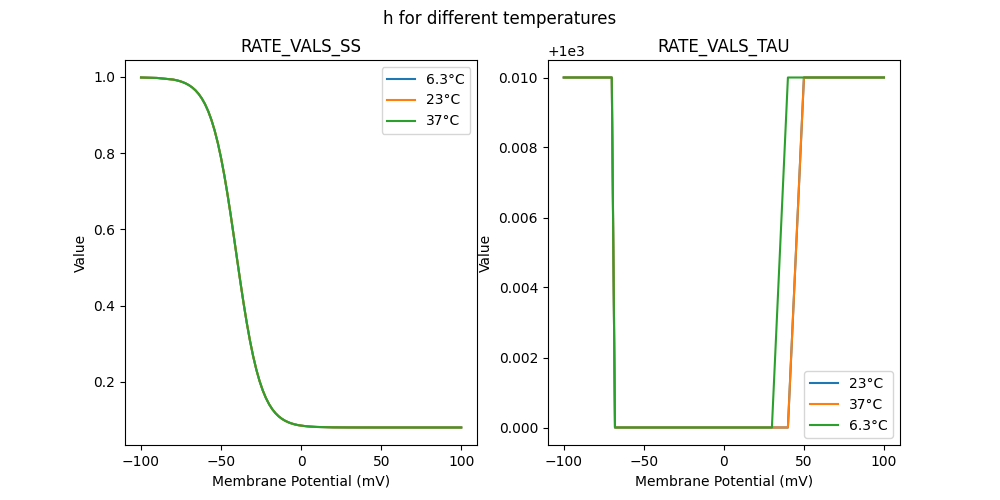 h for different temperatures
RATE_VALS_SS
1.0
0.8
0.6
0.4
0.2
Value
−100
−50
0
50
100
Membrane Potential (mV)
6.3°C
23°C
37°C
RATE_VALS_TAU
+1e3
0.010
0.008
0.006
0.004
0.002
0.000
Value
−100
−50
0
50
100
Membrane Potential (mV)
23°C
37°C
6.3°C